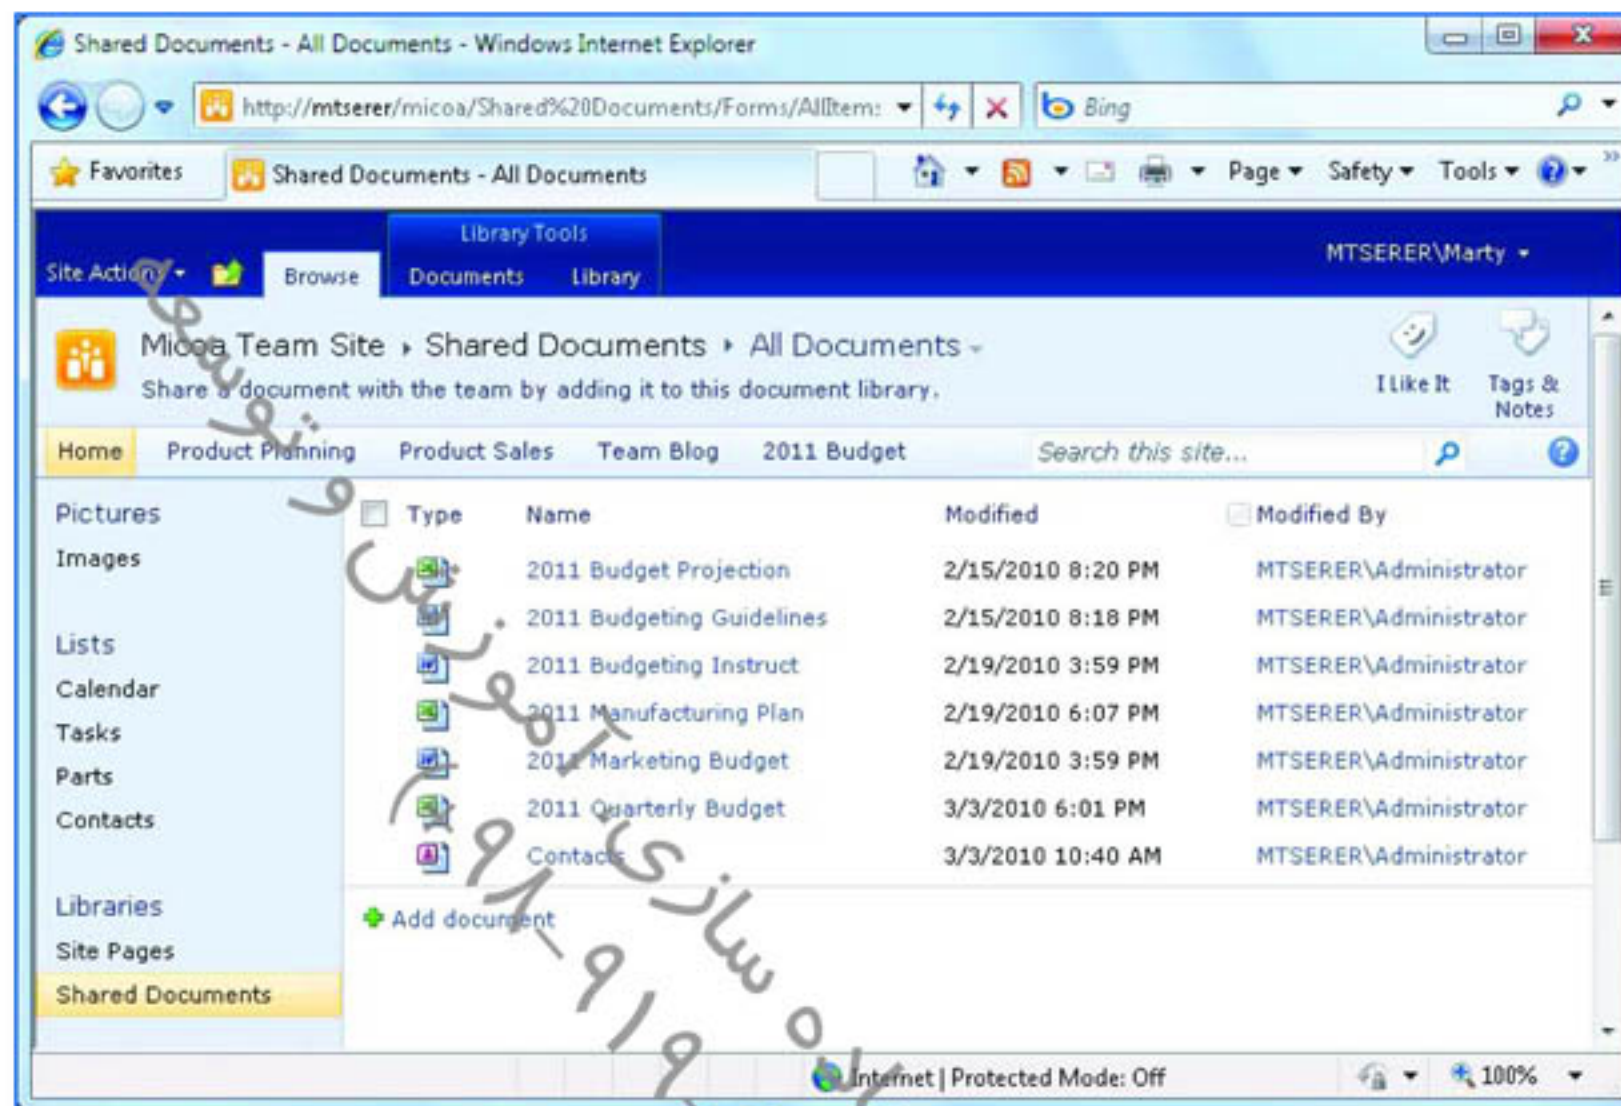 Shared Documents - All Documents - Windows Internet Explorer
http://mtserer/micoa/Shared%20Documents/Forms/AllItem: Bing
Favorites Shared Documents - All Documents Page Safety Tools
Library Tools
MTSERER\Marty
Site Actions Browse Documents Library
Micoa Team Site Shared Documents All Documents
Share a document with the team by adding it to this document library.
I Like It Tags & Notes
Home Product Planning Product Sales Team Blog 2011 Budget Search this site...
Pictures
Images
Lists
Calendar
Tasks
Parts
Contacts
Libraries
Site Pages
Shared Documents
Type Name Modified Modified By
2011 Budget Projection 2/15/2010 8:20 PM MTSERER\Administrator
2011 Budgeting Guidelines 2/15/2010 8:18 PM MTSERER\Administrator
2011 Budgeting Instruct 2/19/2010 3:59 PM MTSERER\Administrator
2011 Manufacturing Plan 2/19/2010 6:07 PM MTSERER\Administrator
2011 Marketing Budget 2/19/2010 3:59 PM MTSERER\Administrator
2011 Quarterly Budget 3/3/2010 6:01 PM MTSERER\Administrator
Contacts 3/3/2010 10:40 AM MTSERER\Administrator
Add document
Internet | Protected Mode: Off 100%
آموزش و توسعه
سازی